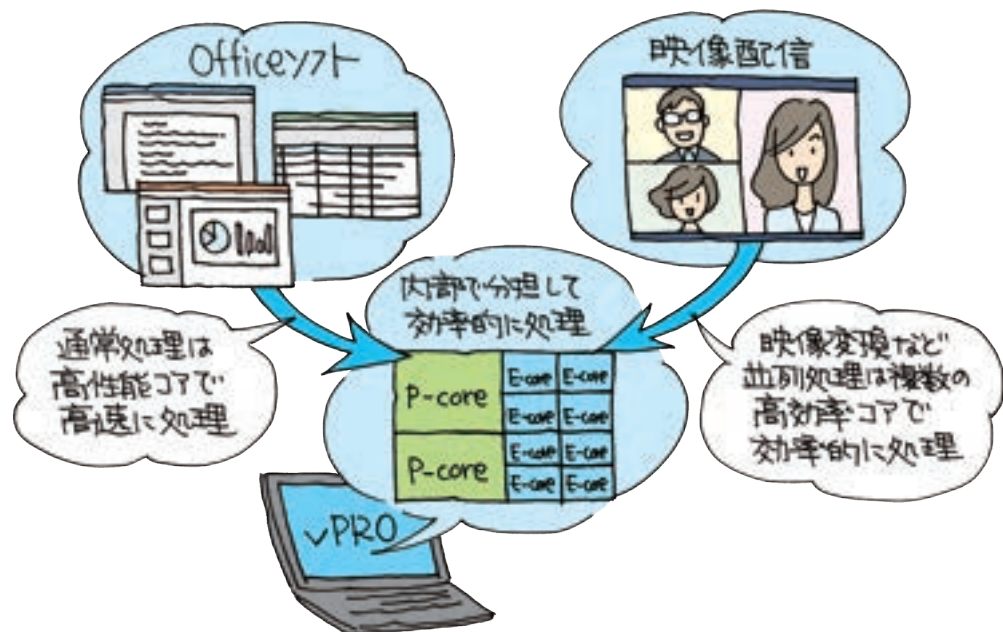 Officeソフト
映像配信
内部で分担して
効率的に処理
通常処理は
高性能コアで
高速に処理
映像変換など
並列処理は複数の
高効率コアで
効率的に処理
P-core
E-core E-core
E-core E-core
P-core
E-core E-core
E-core E-core
vPRO